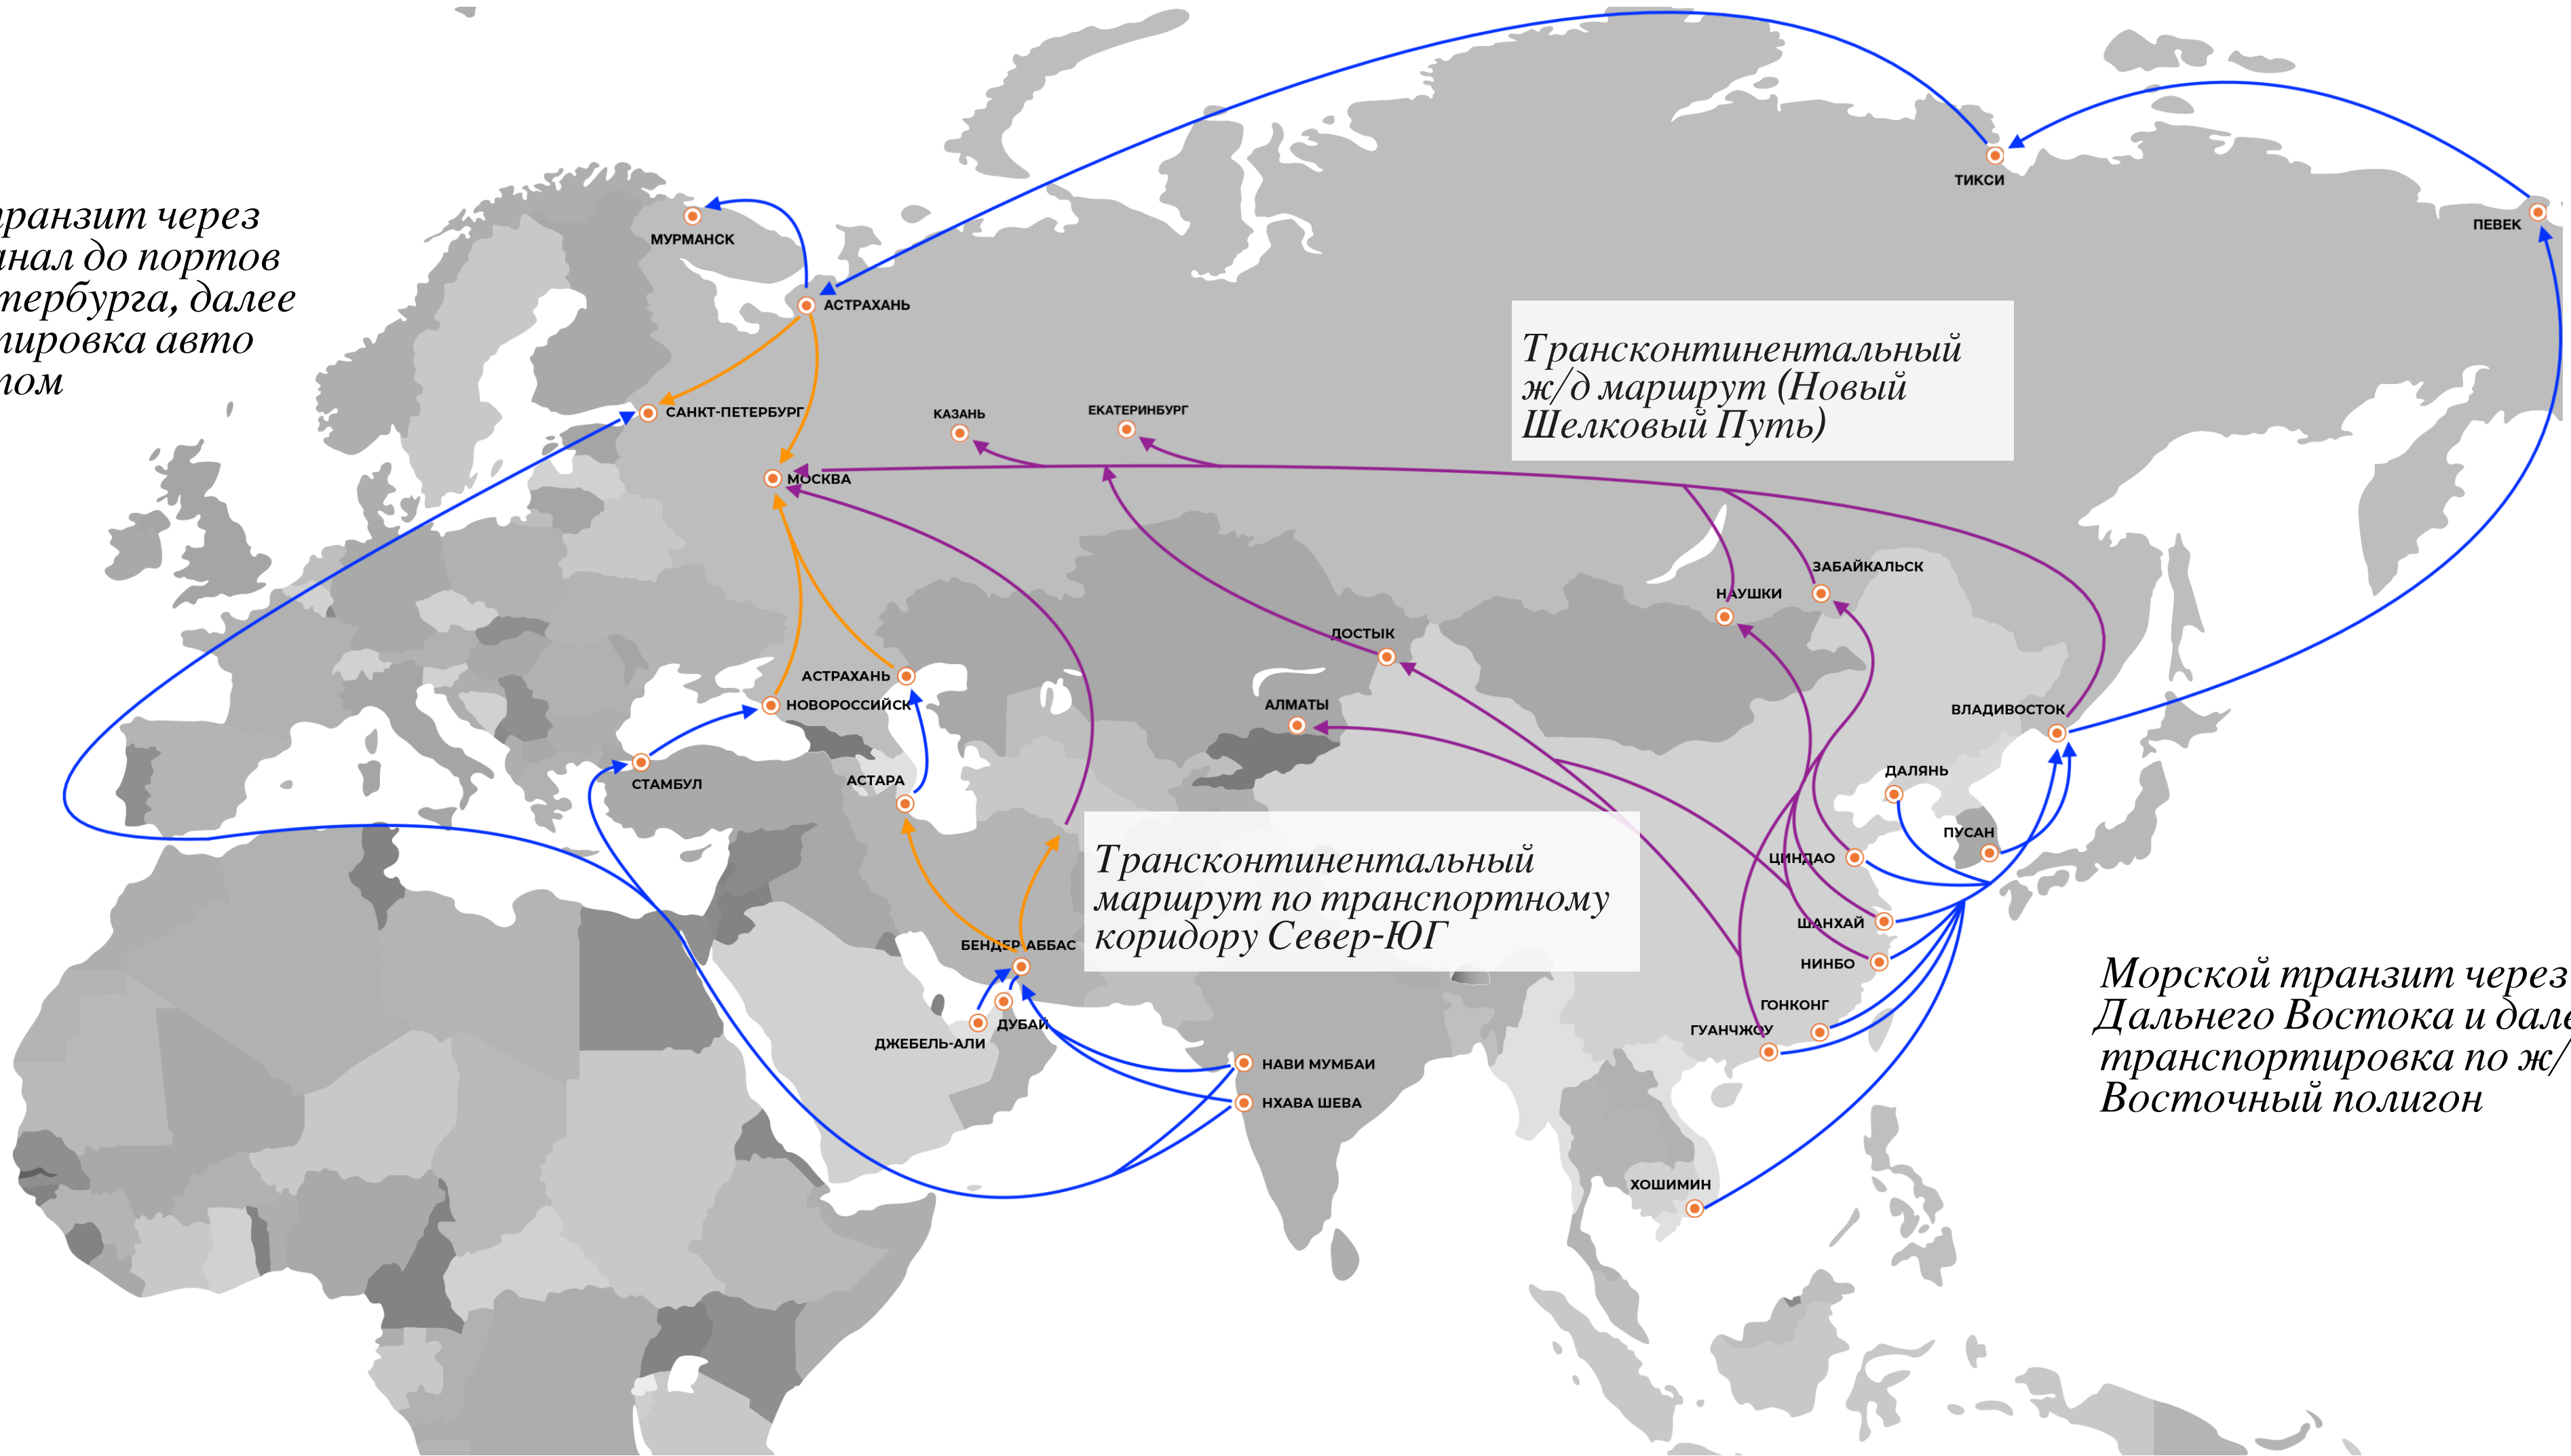 ТИКСИ
ПЕВЕК
транзит через
анал до портов
тербурга, далее
тировка авто
том
МУРМАНСК
АСТРАХАНЬ
САНКТ-ПЕТЕРБУРГ
КАЗАНЬ
ЕКАТЕРИНБУРГ
Трансконтинентальный
ж/д маршрут (Новый
Шелковый Путь)
МОСКВА
ЗАБАЙКАЛЬСК
НАУШКИ
ДОСТЫК
АСТРАХАНЬ
НОВОРОССИЙСК
АЛМАТЫ
ВЛАДИВОСТОК
СТАМБУЛ
АСТАРА
ДАЛЯНЬ
ПУСАН
ЦИНДАО
Трансконтинентальный
маршрут по транспортному
коридору Север-ЮГ
ШАНХАЙ
БЕНДЕР-АББАС
НИНБО
Морской транзит через
Дальнего Востока и дале
транспортировка по ж/
Восточный полигон
ГОНКОНГ
ДУБАЙ
ГУАНЧЖОУ
ДЖЕБЕЛЬ-АЛИ
НАВИ МУМБАИ
НХАВА ШЕВА
ХОШИМИН